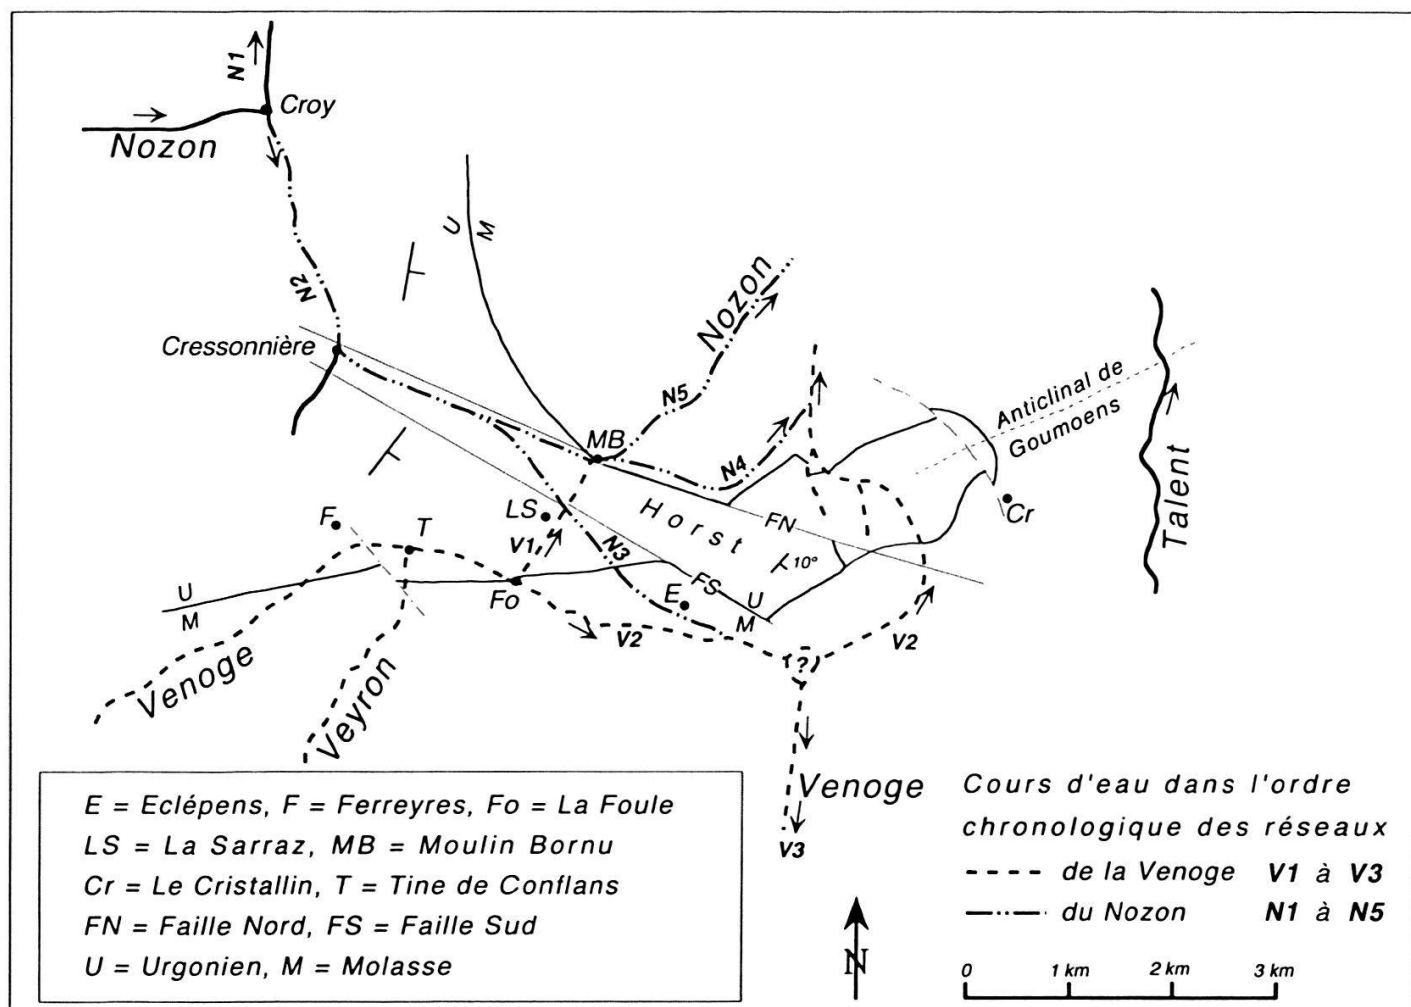 N1
Croy
Nozon
U
M
N2
Nozon
Cressonnière
Anticlinal de
Goumoens
N5
MB
N4
Talent
LS
Horst
FN
Cr
F
T
V1
N3
10°
FS
U
M
E
Fo
U
M
V2
V2
?
Venoge
Veyron
Venoge
V3
E = Eclépens, F = Ferreyres, Fo = La Foule
LS = La Sarraz, MB = Moulin Bornu
Cr = Le Cristallin, T = Tine de Conflans
FN = Faille Nord, FS = Faille Sud
U = Urgonien, M = Molasse
N
Cours d'eau dans l'ordre
chronologique des réseaux
de la Venoge V1 à V3
du Nozon N1 à N5
0 1 km 2 km 3 km